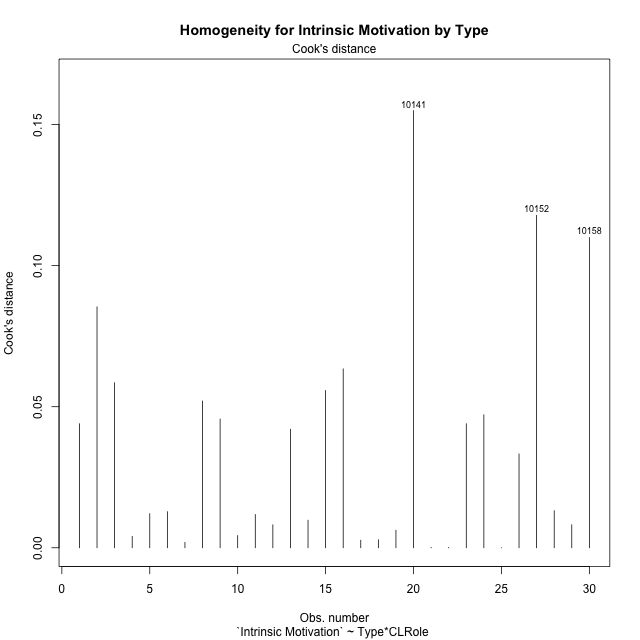 Homogeneity for Intrinsic Motivation by Type
Cook's distance
10141
10152
10158
0.15
0.10
0.05
0.00
Cook's distance
0 5 10 15 20 25 30
Obs. number
`Intrinsic Motivation` ~ Type*CLRole